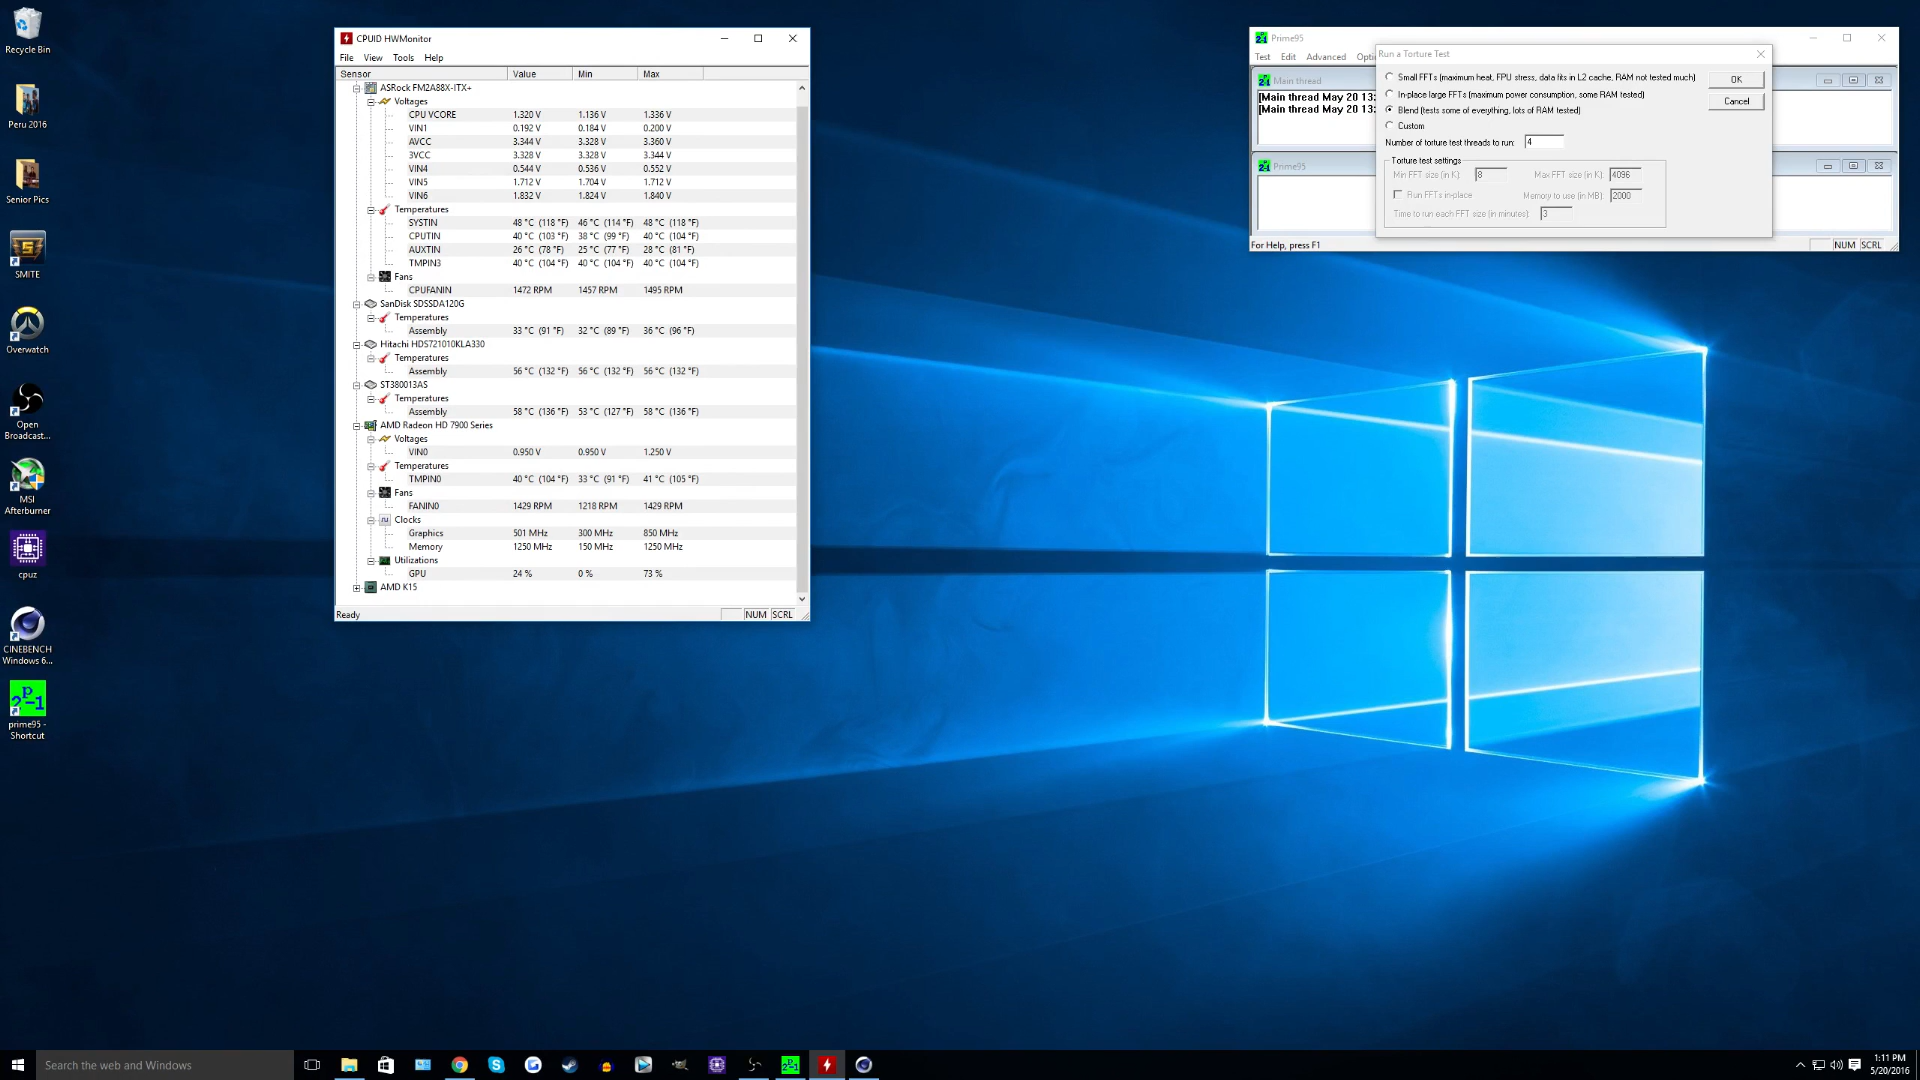 Recycle Bin
Peru 2016
Senior Pics
SMITE
Overwatch
Open
Broadcast...
MSI
Afterburner
cpuz
CINEBENCH
Windows 6...
prime95 -
Shortcut
CPUID HWMonitor
File View Tools Help
Sensor Value Min Max
ASRock FM2A88X-ITX+
Voltages
CPU VCORE 1.320 V 1.136 V 1.336 V
VIN1 0.192 V 0.184 V 0.200 V
AVCC 3.344 V 3.328 V 3.360 V
3VCC 3.328 V 3.328 V 3.344 V
VIN4 0.544 V 0.536 V 0.552 V
VIN5 1.712 V 1.704 V 1.712 V
VIN6 1.832 V 1.824 V 1.840 V
Temperatures
SYSTIN 48 °C (118 °F) 46 °C (114 °F) 48 °C (118 °F)
CPUTIN 40 °C (103 °F) 38 °C (99 °F) 40 °C (104 °F)
AUXTIN 26 °C (78 °F) 25 °C (77 °F) 28 °C (81 °F)
TMPIN3 40 °C (104 °F) 40 °C (104 °F) 40 °C (104 °F)
Fans
CPUFANIN 1472 RPM 1457 RPM 1495 RPM
SanDisk SDSSDA120G
Temperatures
Assembly 33 °C (91 °F) 32 °C (89 °F) 36 °C (96 °F)
Hitachi HDS721010KLA330
Temperatures
Assembly 56 °C (132 °F) 56 °C (132 °F) 56 °C (132 °F)
ST380013AS
Temperatures
Assembly 58 °C (136 °F) 53 °C (127 °F) 58 °C (136 °F)
AMD Radeon HD 7900 Series
Voltages
VIN0 0.950 V 0.950 V 1.250 V
Temperatures
TMPIN0 40 °C (104 °F) 33 °C (91 °F) 41 °C (105 °F)
Fans
FANIN0 1429 RPM 1218 RPM 1429 RPM
Clocks
Graphics 501 MHz 300 MHz 850 MHz
Memory 1250 MHz 150 MHz 1250 MHz
Utilizations
GPU 24 % 0 % 73 %
AMD K15
Ready NUM SCRL
Prime95
Test Edit Advanced Opti
Main thread
[Main thread May 20 13:
[Main thread May 20 13:
Prime95
For Help, press F1 NUM SCRL
Run a Torture Test
Small FFTs (maximum heat, FPU stress, data fits in L2 cache, RAM not tested much)
In-place large FFTs (maximum power consumption, some RAM tested)
Blend (tests some of everything, lots of RAM tested)
Custom
OK
Cancel
Number of torture test threads to run: 4
Torture test settings
Min FFT size (in K): 8 Max FFT size (in K): 4096
Run FFTs in-place Memory to use (in MB): 2000
Time to run each FFT size (in minutes): 3
Search the web and Windows
1:11 PM
5/20/2016